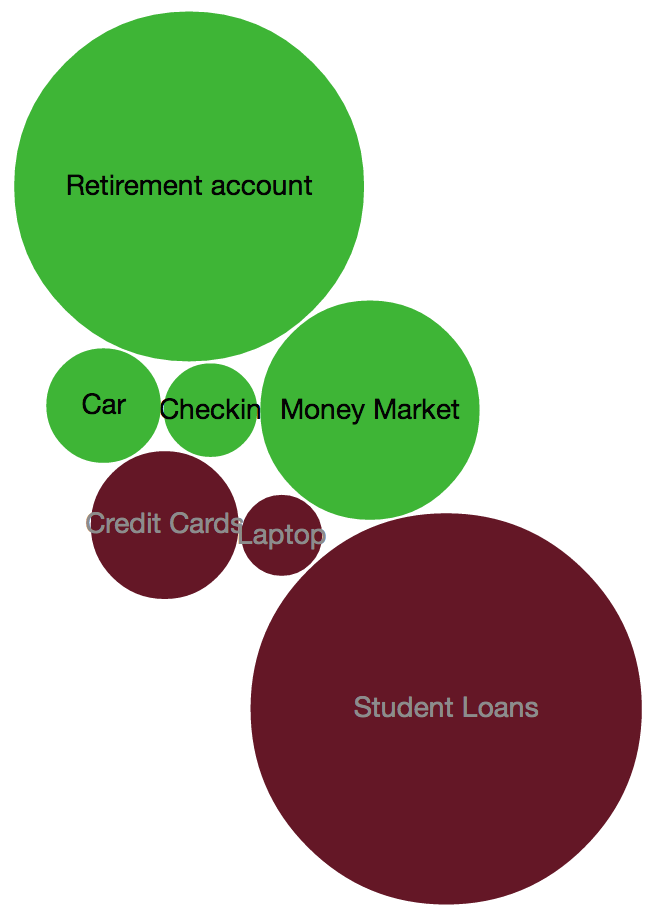 Retirement account
Car
Checkin
Money Market
Credit Cards
Laptop
Student Loans